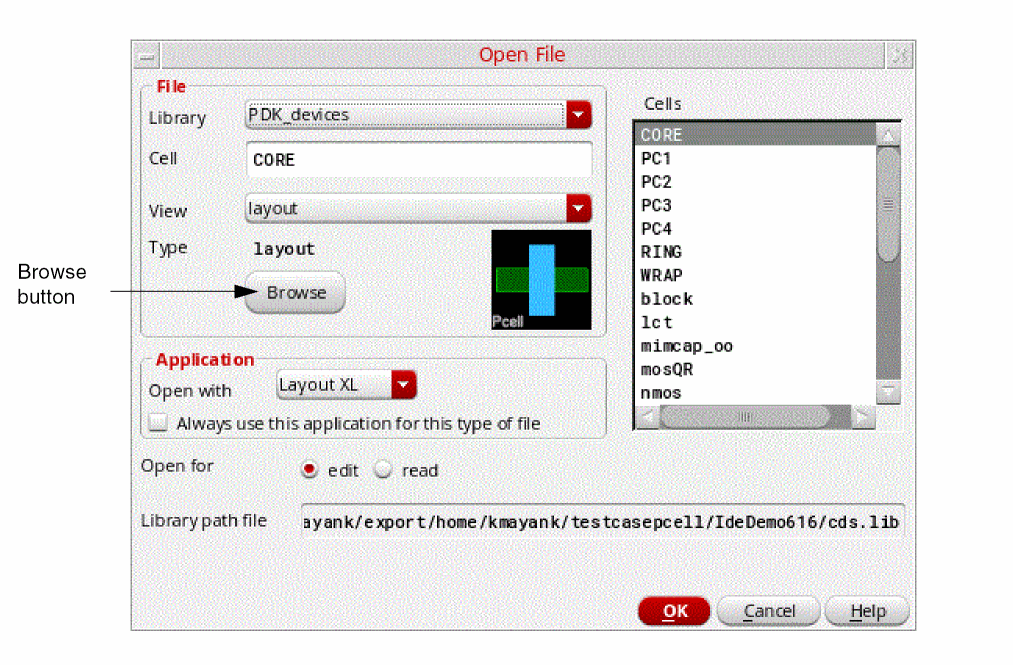 Open File
File
Library PDK_devices
Cell CORE
View layout
Type layout
Browse
Pcell
Browse
button
Application
Open with Layout XL
Always use this application for this type of file
Cells
CORE
PC1
PC2
PC3
PC4
RING
WRAP
block
lct
mimcap_oo
mosQR
nmos
Open for edit read
Library path file ayank/export/home/kmayank/testcasepcell/IdeDemo616/cds.lib
OK Cancel Help